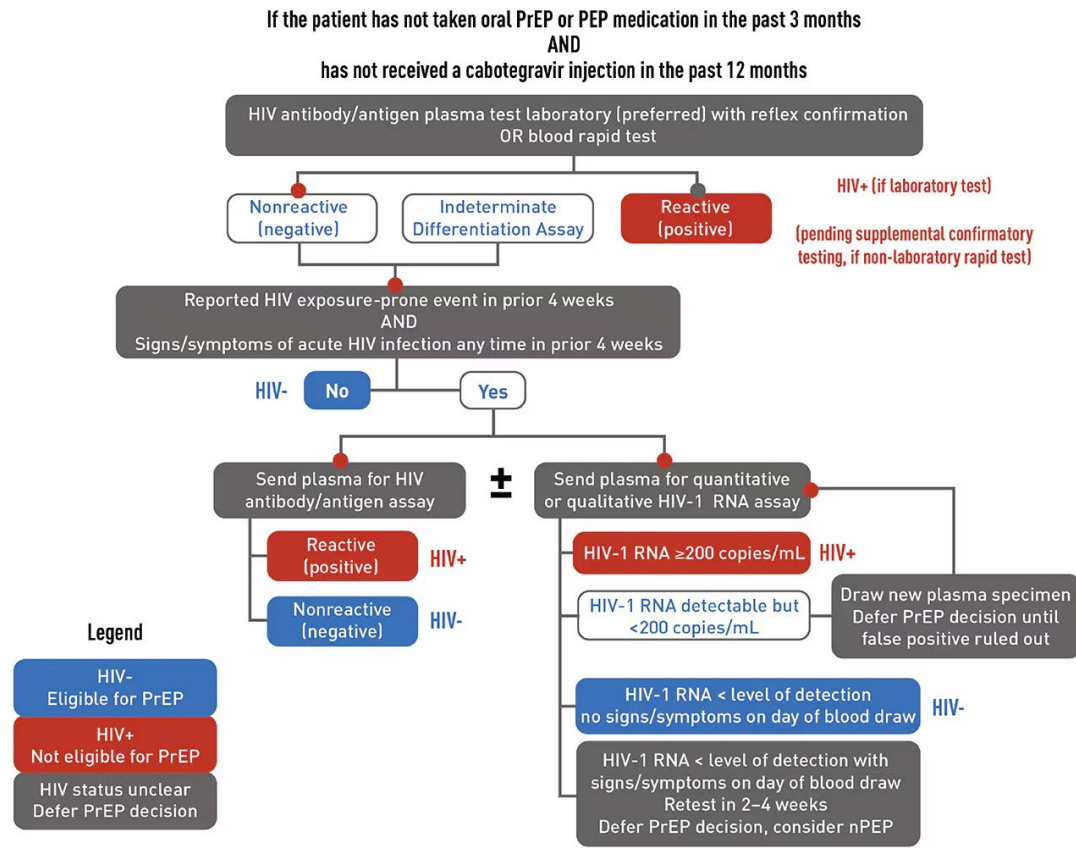 If the patient has not taken oral PrEP or PEP medication in the past 3 months
AND
has not received a cabotegravir injection in the past 12 months
HIV antibody/antigen plasma test laboratory (preferred) with reflex confirmation
OR blood rapid test
Nonreactive
(negative)
Indeterminate
Differentiation Assay
Reactive
(positive)
HIV+ (if laboratory test)
(pending supplemental confirmatory
testing, if non-laboratory rapid test)
Reported HIV exposure-prone event in prior 4 weeks
AND
Signs/symptoms of acute HIV infection any time in prior 4 weeks
HIV-
No
Yes
Send plasma for HIV
antibody/antigen assay
±
Send plasma for quantitative
or qualitative HIV-1 RNA assay
Reactive
(positive)
HIV+
Nonreactive
(negative)
HIV-
HIV-1 RNA ≥200 copies/mL
HIV+
HIV-1 RNA detectable but
<200 copies/mL
Draw new plasma specimen
Defer PrEP decision until
false positive ruled out
HIV-1 RNA < level of detection
no signs/symptoms on day of blood draw
HIV-
HIV-1 RNA < level of detection with
signs/symptoms on day of blood draw
Retest in 2–4 weeks
Defer PrEP decision, consider nPEP
Legend
HIV-
Eligible for PrEP
HIV+
Not eligible for PrEP
HIV status unclear
Defer PrEP decision